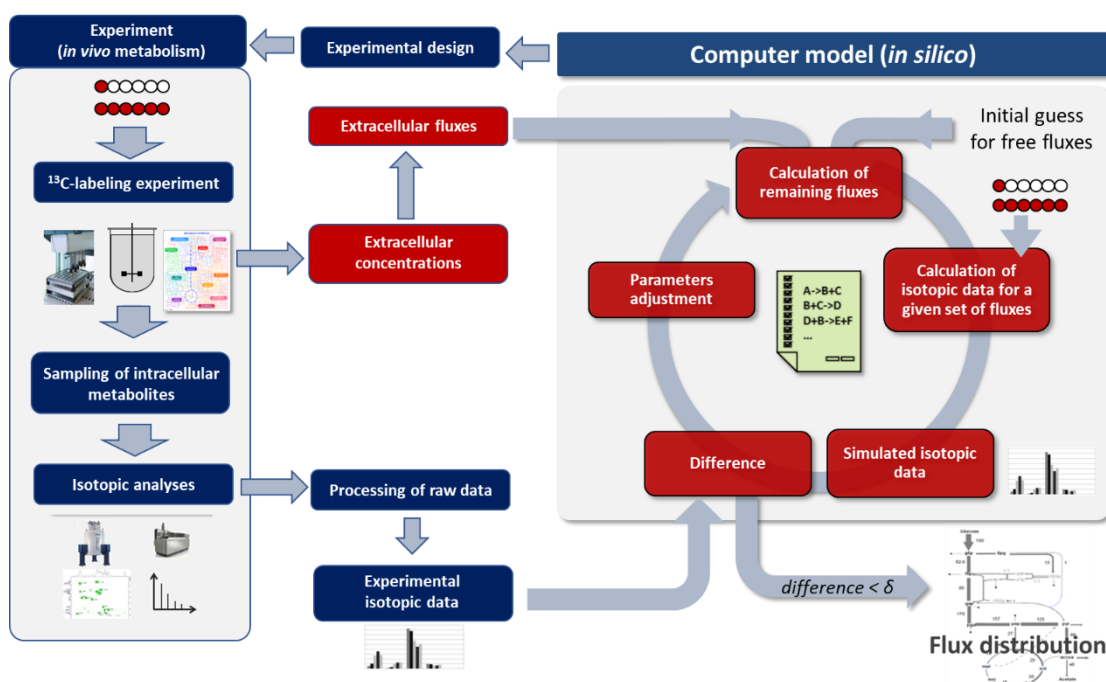 Experiment
(in vivo metabolism)
Experimental design
Computer model (in silico)
¹³C-labeling experiment
Sampling of intracellular
metabolites
Isotopic analyses
Extracellular fluxes
Extracellular
concentrations
Processing of raw data
Experimental
isotopic data
Initial guess
for free fluxes
Calculation of
remaining fluxes
Calculation of
isotopic data for a
given set of fluxes
Parameters
adjustment
A->B+C
B+C->D
D+B->E+F
...
Difference
Simulated isotopic
data
difference < δ
Glucose
100
Flux distribution
Acetate